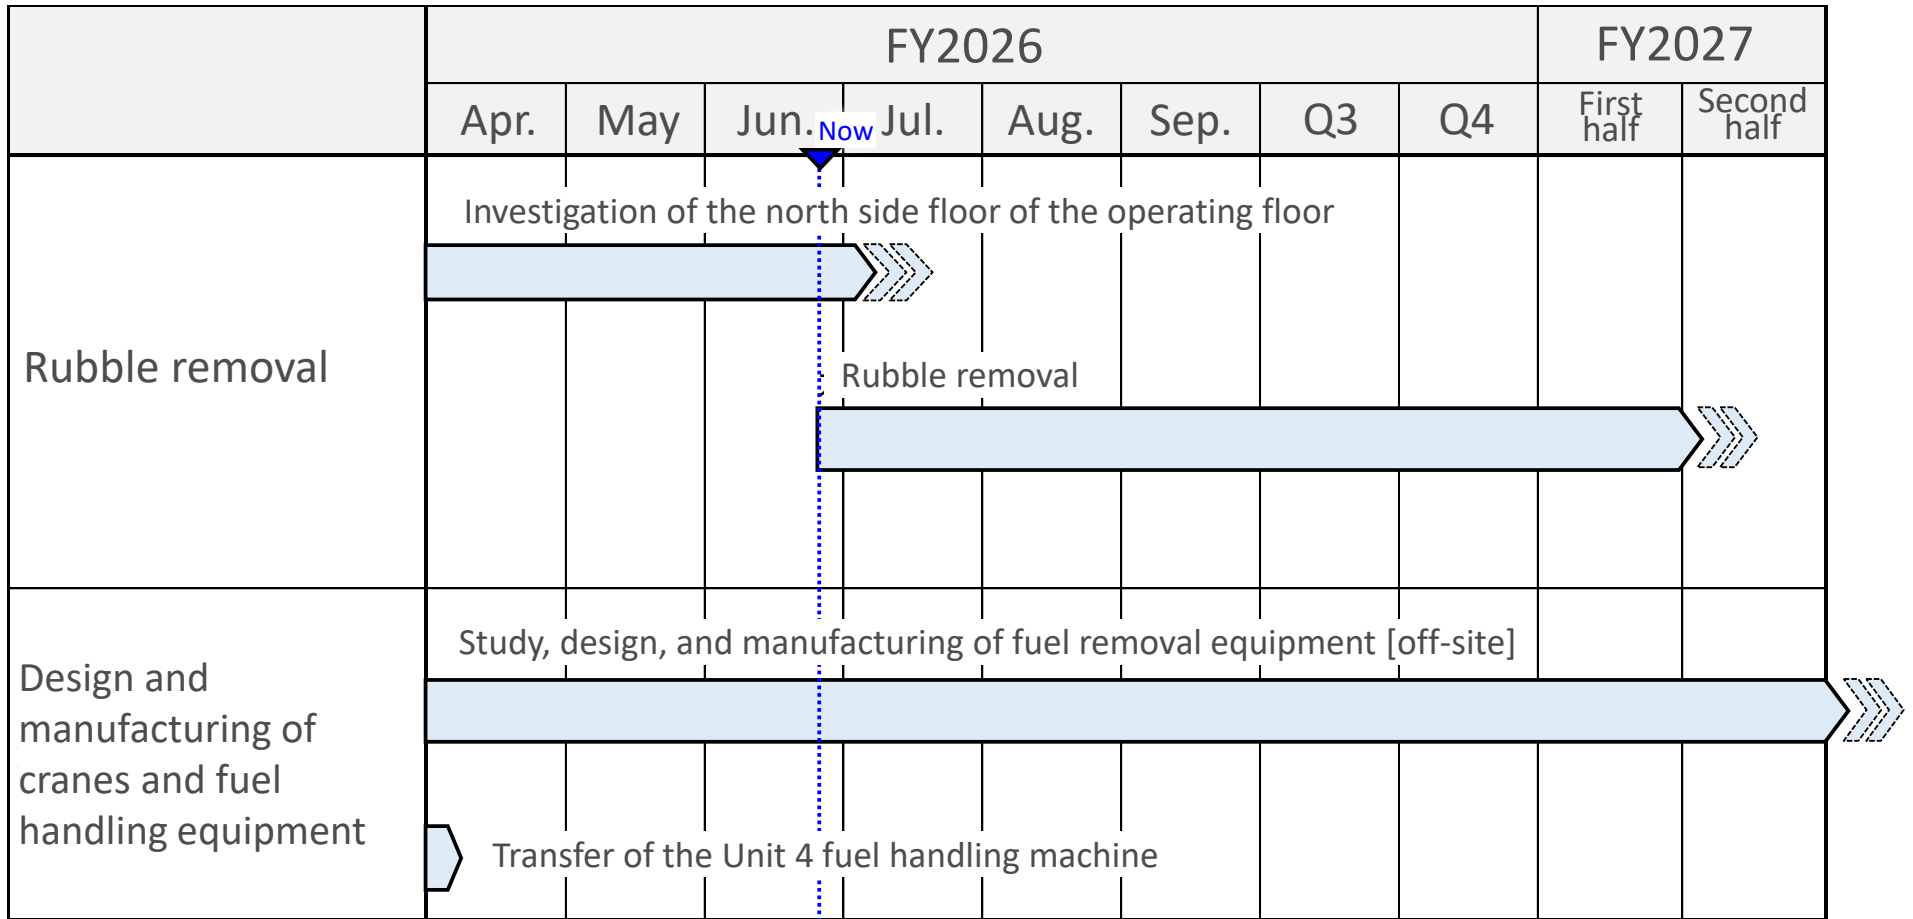 FY2026
FY2027
Apr.
May
Jun.
Now
Jul.
Aug.
Sep.
Q3
Q4
First
half
Second
half
Rubble removal
Investigation of the north side floor of the operating floor
Rubble removal
Design and
manufacturing of
cranes and fuel
handling equipment
Study, design, and manufacturing of fuel removal equipment [off-site]
Transfer of the Unit 4 fuel handling machine